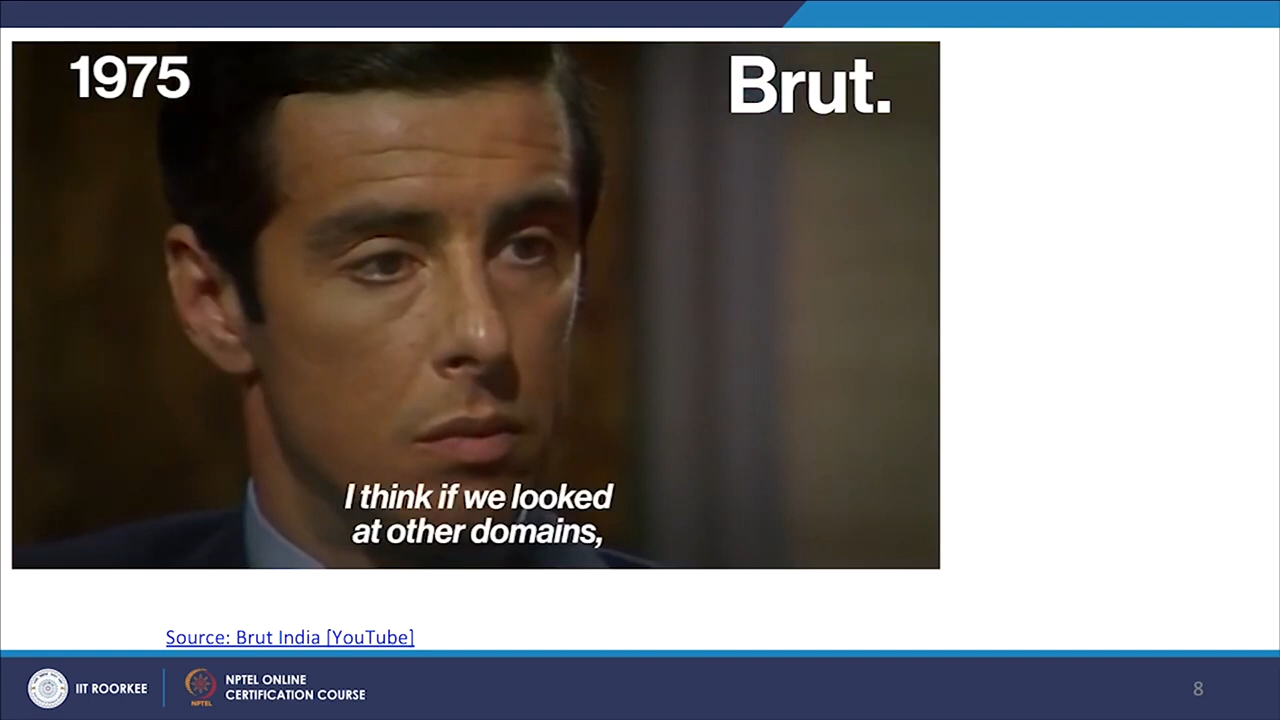 1975
Brut.
I think if we looked
at other domains,
Source: Brut India [YouTube]
IIT ROORKEE
NPTEL
NPTEL ONLINE
CERTIFICATION COURSE
8